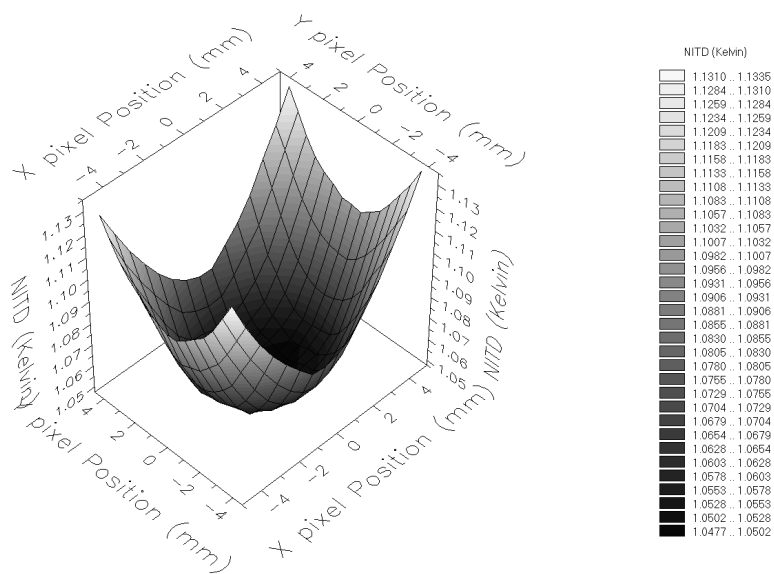 X pixel Position (mm)
-4 -2 0 2 4
Y pixel Position (mm)
4 2 0 -2 -4
1.13
1.12
1.11
1.10
1.09
1.08
1.07
1.06
1.05
NITD (Kelvin)
1.13
1.12
1.11
1.10
1.09
1.08
1.07
1.06
1.05
NITD (Kelvin)
4 2 0 -2 -4
pixel Position (mm)
-4 -2 0 2 4
X pixel Position (mm)
NITD (Kelvin)
1.1310 .. 1.1335
1.1284 .. 1.1310
1.1259 .. 1.1284
1.1234 .. 1.1259
1.1209 .. 1.1234
1.1183 .. 1.1209
1.1158 .. 1.1183
1.1133 .. 1.1158
1.1108 .. 1.1133
1.1083 .. 1.1108
1.1057 .. 1.1083
1.1032 .. 1.1057
1.1007 .. 1.1032
1.0982 .. 1.1007
1.0956 .. 1.0982
1.0931 .. 1.0956
1.0906 .. 1.0931
1.0881 .. 1.0906
1.0855 .. 1.0881
1.0830 .. 1.0855
1.0805 .. 1.0830
1.0780 .. 1.0805
1.0755 .. 1.0780
1.0729 .. 1.0755
1.0704 .. 1.0729
1.0679 .. 1.0704
1.0654 .. 1.0679
1.0628 .. 1.0654
1.0603 .. 1.0628
1.0578 .. 1.0603
1.0553 .. 1.0578
1.0528 .. 1.0553
1.0502 .. 1.0528
1.0477 .. 1.0502